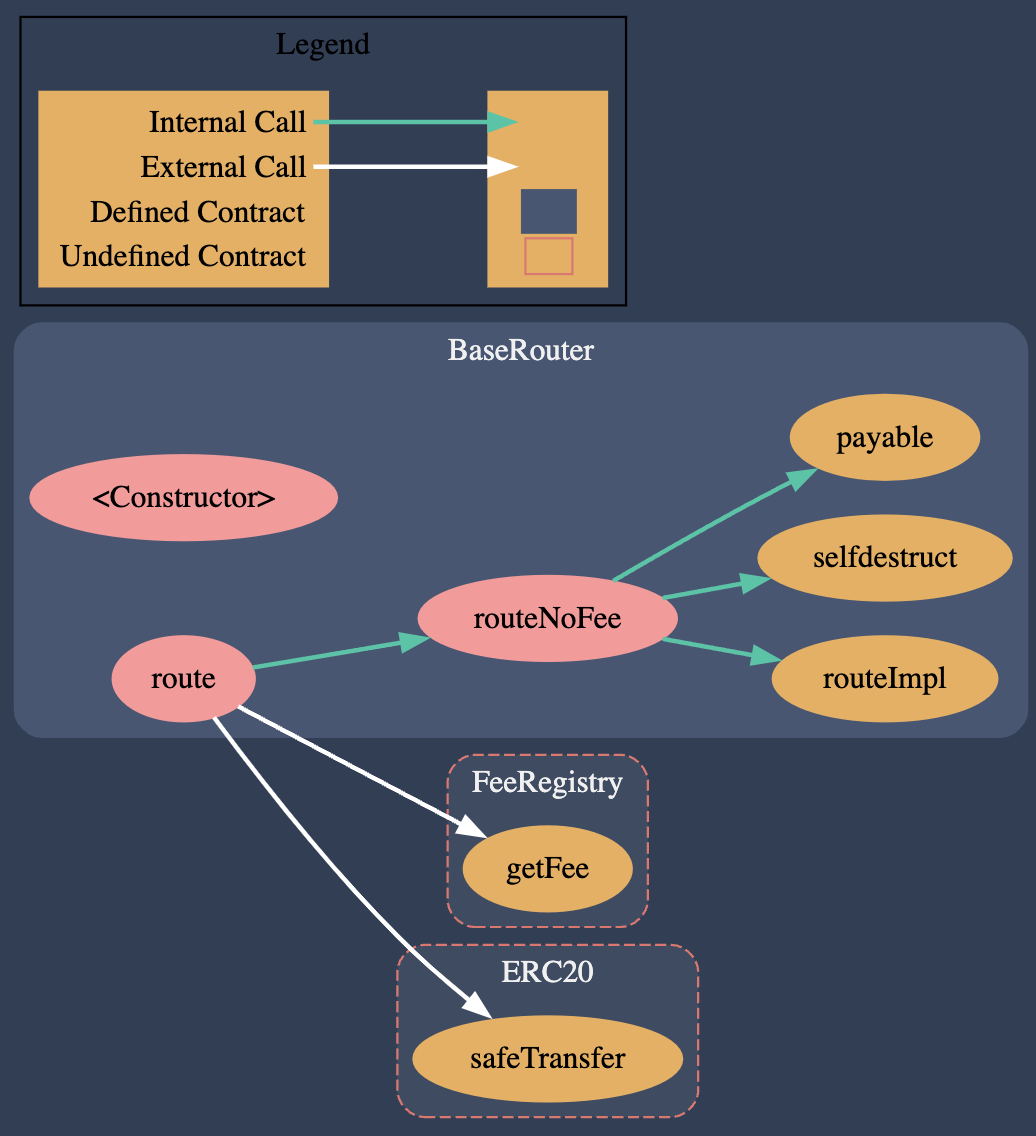 Legend
Internal Call
External Call
Defined Contract
Undefined Contract
BaseRouter
payable
<Constructor>
selfdestruct
routeNoFee
route
routeImpl
FeeRegistry
getFee
ERC20
safeTransfer